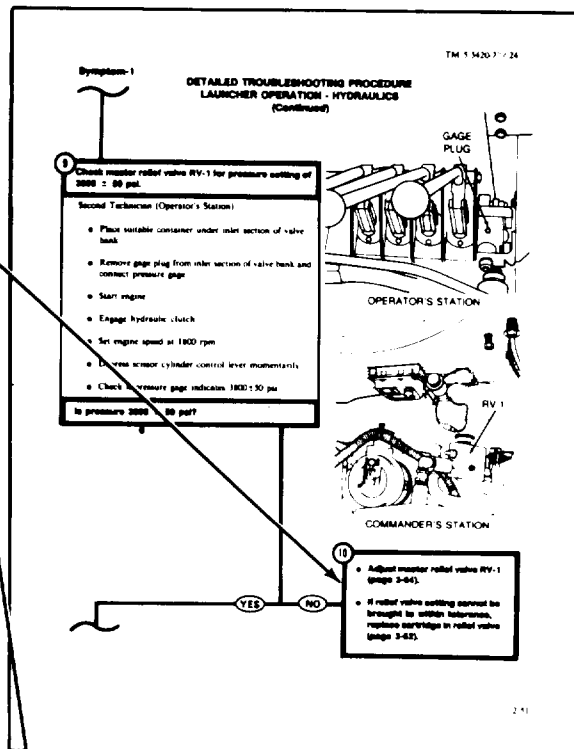 TM 5-3420-
Symptom-1
DETAILED TROUBLESHOOTING PROCEDURE
LAUNCHER OPERATION - HYDRAULICS
(Continued)
9
Check master relief valve RV-1 for pressure setting of
± 50 psi.
Second Technician (Operator's Station)
• Place suitable container under inlet section of valve
bank
• Remove gage plug from inlet section of valve bank and
connect pressure gage
• Start engine
• Engage hydraulic clutch
• Set engine speed at 1800 rpm
• Depress sensor cylinder control lever momentarily
• Check pressure gage indicates 3800±50 psi
Is pressure 50 psi?
GAGE
PLUG
OPERATOR'S STATION
RV-1
COMMANDER'S STATION
10
• Adjust master relief valve RV-1
(page 3-64).
• If relief valve setting cannot be
brought to within tolerance,
replace cartridge in relief valve
(page 3-62).
YES
NO
2-51